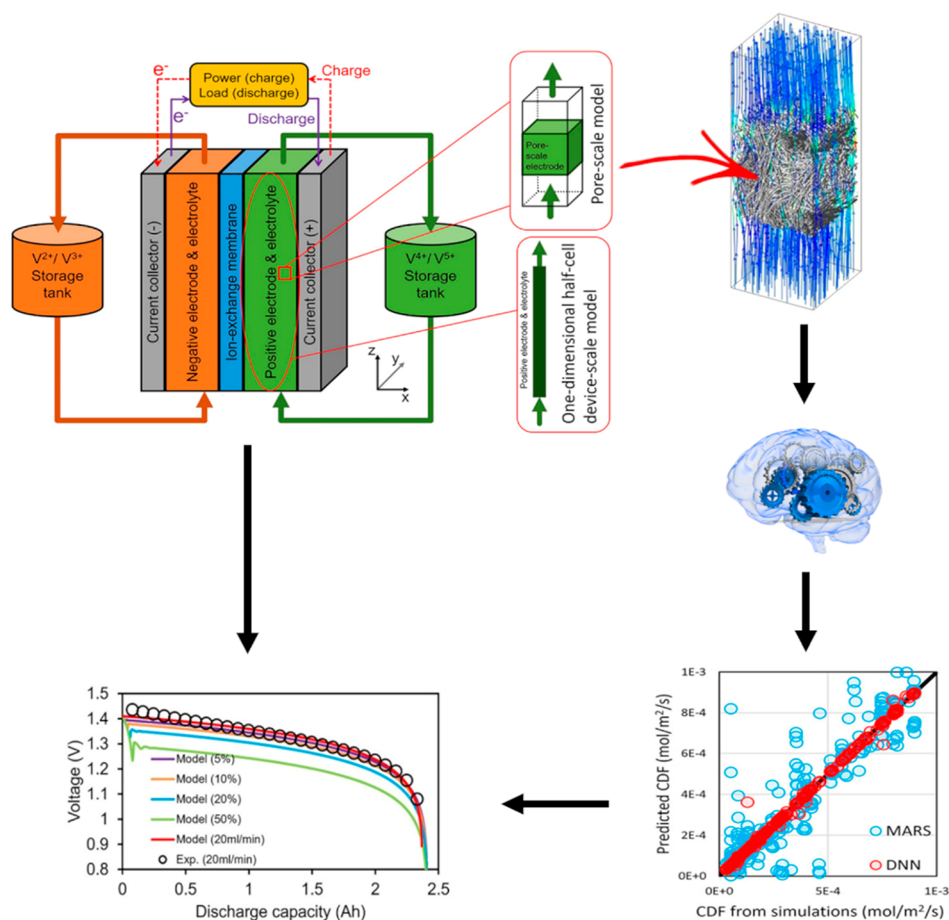 e⁻
Charge
Power (charge)
Load (discharge)
e⁻
Discharge
V²⁺/ V³⁺
Storage
tank
Current collector (-)
Negative electrode & electrolyte
Ion-exchange membrane
Positive electrode & electrolyte
Current collector (+)
V⁴⁺/ V⁵⁺
Storage
tank
z
y
x
Pore-
scale
electrode
Pore-scale model
Positive electrode & electrolyte
One-dimensional half-cell
device-scale model
1.5
1.4
1.3
1.2
1.1
1
0.9
0.8
Voltage (V)
Model (5%)
Model (10%)
Model (20%)
Model (50%)
Model (20ml/min)
Exp. (20ml/min)
0 0.5 1 1.5 2 2.5
Discharge capacity (Ah)
1E-3
8E-4
6E-4
4E-4
2E-4
0E+0
Predicted CDF (mol/m²/s)
MARS
DNN
0E+0 5E-4 1E-3
CDF from simulations (mol/m²/s)